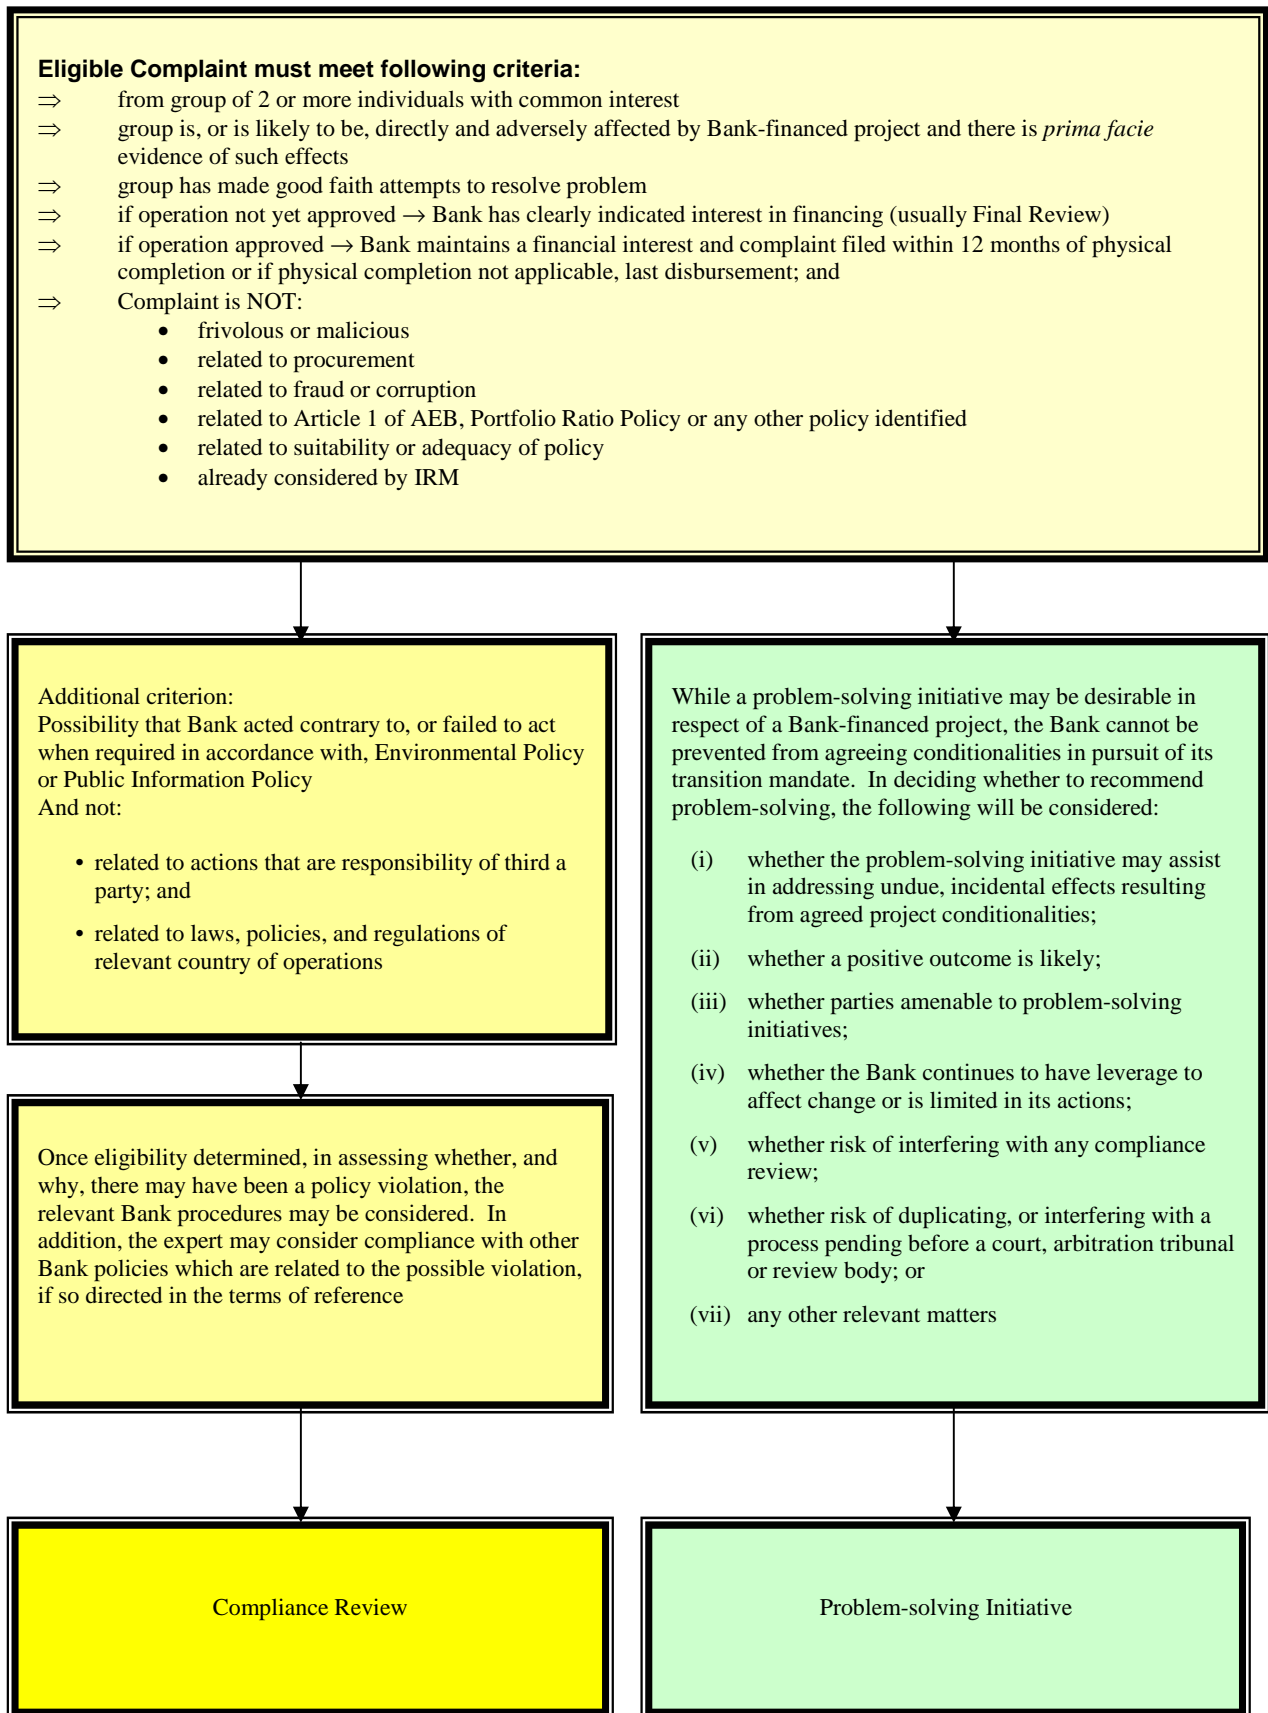 Eligible Complaint must meet following criteria:
⇒ from group of 2 or more individuals with common interest
⇒ group is, or is likely to be, directly and adversely affected by Bank-financed project and there is prima facie
evidence of such effects
⇒ group has made good faith attempts to resolve problem
⇒ if operation not yet approved → Bank has clearly indicated interest in financing (usually Final Review)
⇒ if operation approved → Bank maintains a financial interest and complaint filed within 12 months of physical
completion or if physical completion not applicable, last disbursement; and
⇒ Complaint is NOT:
• frivolous or malicious
• related to procurement
• related to fraud or corruption
• related to Article 1 of AEB, Portfolio Ratio Policy or any other policy identified
• related to suitability or adequacy of policy
• already considered by IRM
Additional criterion:
Possibility that Bank acted contrary to, or failed to act
when required in accordance with, Environmental Policy
or Public Information Policy
And not:
• related to actions that are responsibility of third a
party; and
• related to laws, policies, and regulations of
relevant country of operations
Once eligibility determined, in assessing whether, and
why, there may have been a policy violation, the
relevant Bank procedures may be considered.  In
addition, the expert may consider compliance with other
Bank policies which are related to the possible violation,
if so directed in the terms of reference
Compliance Review
While a problem-solving initiative may be desirable in
respect of a Bank-financed project, the Bank cannot be
prevented from agreeing conditionalities in pursuit of its
transition mandate.  In deciding whether to recommend
problem-solving, the following will be considered:
(i) whether the problem-solving initiative may assist
in addressing undue, incidental effects resulting
from agreed project conditionalities;
(ii) whether a positive outcome is likely;
(iii) whether parties amenable to problem-solving
initiatives;
(iv) whether the Bank continues to have leverage to
affect change or is limited in its actions;
(v) whether risk of interfering with any compliance
review;
(vi) whether risk of duplicating, or interfering with a
process pending before a court, arbitration tribunal
or review body; or
(vii) any other relevant matters
Problem-solving Initiative